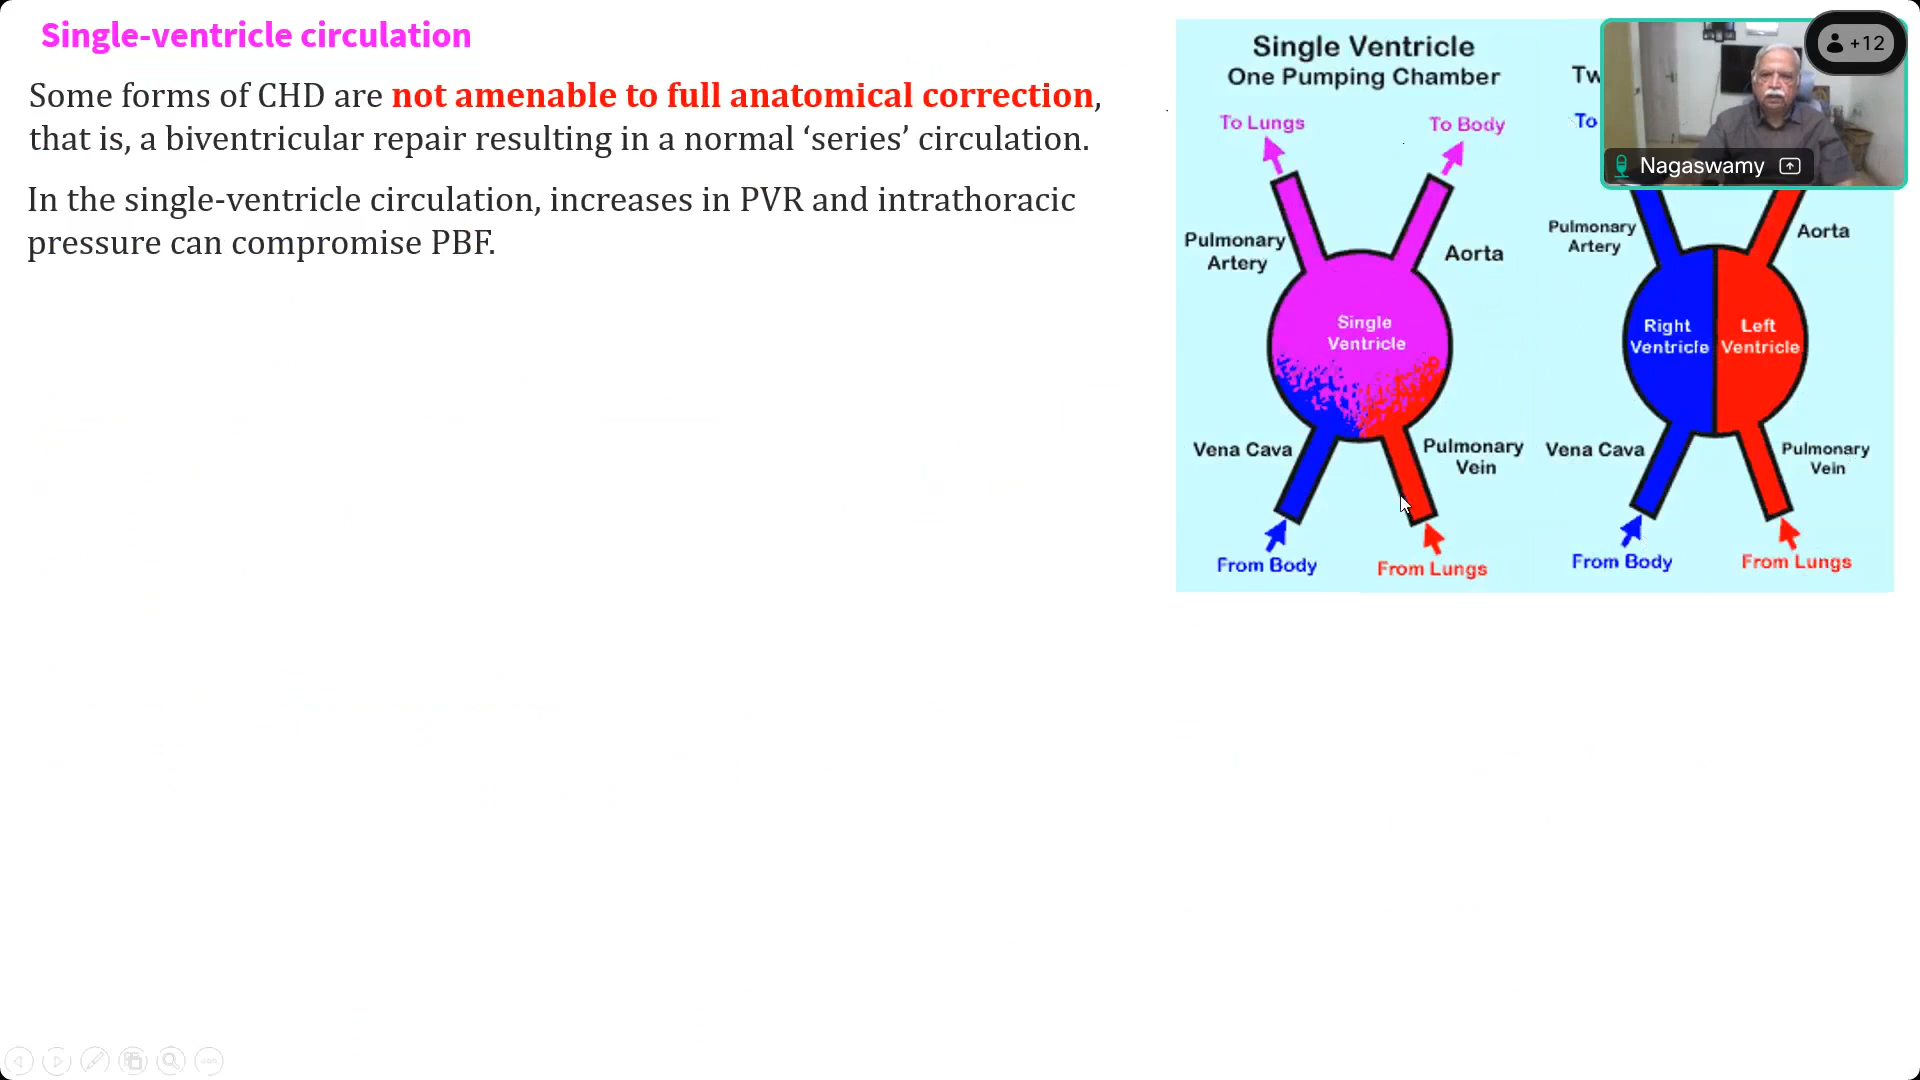 Single-ventricle circulation
Some forms of CHD are not amenable to full anatomical correction,
that is, a biventricular repair resulting in a normal ‘series’ circulation.
In the single-ventricle circulation, increases in PVR and intrathoracic
pressure can compromise PBF.
Single Ventricle
One Pumping Chamber
To Lungs
To Body
Pulmonary
Artery
Aorta
Single
Ventricle
Vena Cava
Pulmonary
Vein
From Body
From Lungs
Tw
To
Pulmonary
Artery
Aorta
Right
Ventricle
Left
Ventricle
Vena Cava
Pulmonary
Vein
From Body
From Lungs
+12
Nagaswamy